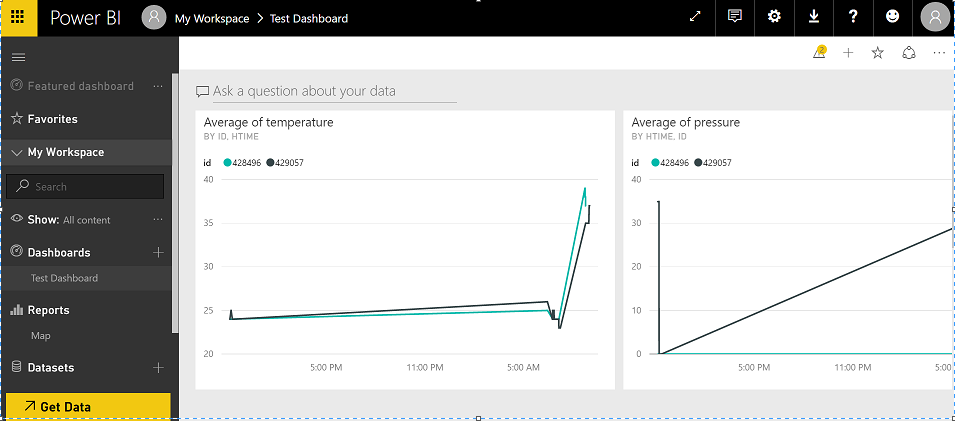 Power BI
My Workspace > Test Dashboard
?
2
Featured dashboard ...
Favorites
My Workspace
Search
Show: All content ...
Dashboards +
Test Dashboard
Reports
Map
Datasets +
Get Data
Ask a question about your data
Average of temperature
BY ID, HTIME
id 428496 429057
40
35
30
25
20
5:00 PM 11:00 PM 5:00 AM
Average of pressure
BY HTIME, ID
id 428496 429057
40
30
20
10
0
5:00 PM 11:00 PM 5:00